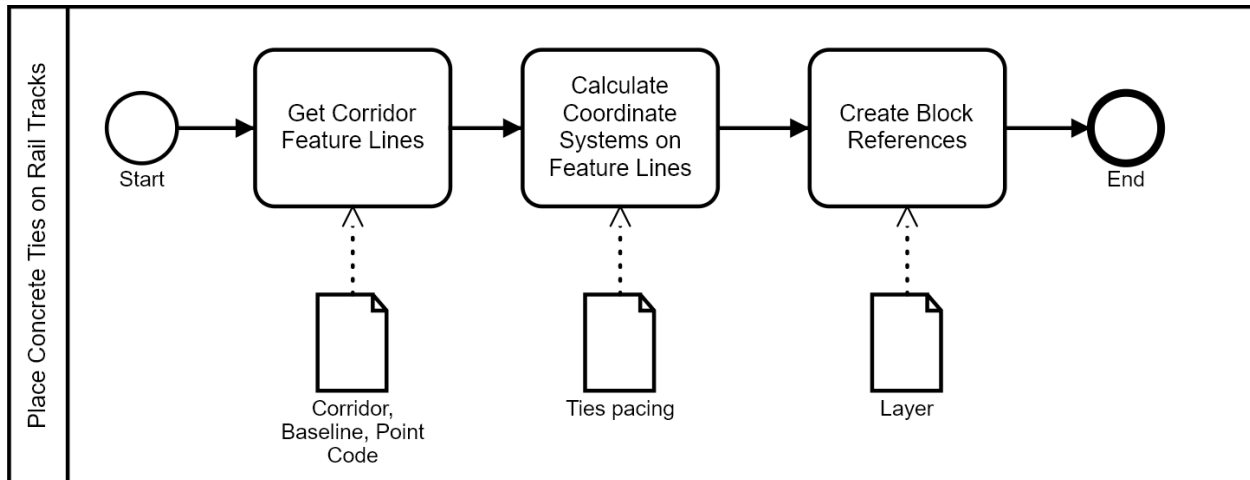 Place Concrete Ties on Rail Tracks
Start
Get Corridor
Feature Lines
Calculate
Coordinate
Systems on
Feature Lines
Create Block
References
End
Corridor,
Baseline, Point
Code
Ties pacing
Layer